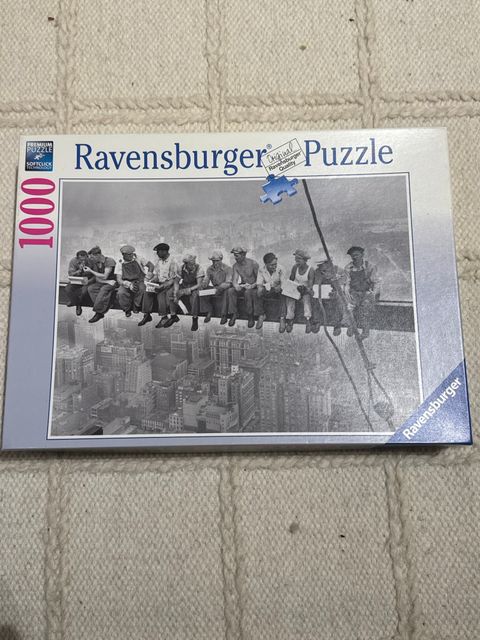 PREMIUM
PUZZLE
SOFTCLICK
TECHNOLOGY
Ravensburger® Puzzle
Original
Ravensburger
Quality
1000
Ravensburger